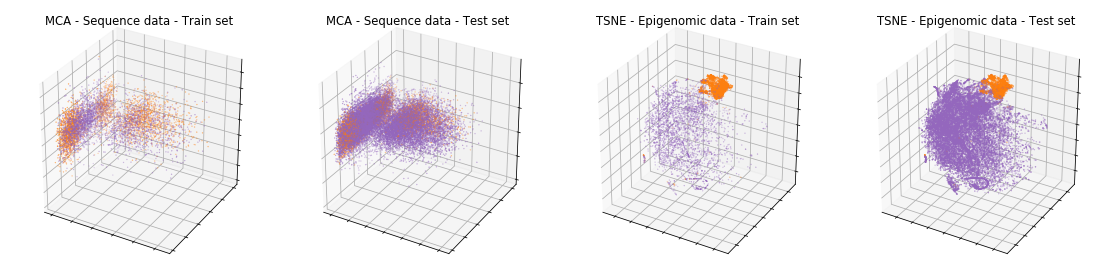 MCA - Sequence data - Train set
MCA - Sequence data - Test set
TSNE - Epigenomic data - Train set
TSNE - Epigenomic data - Test set